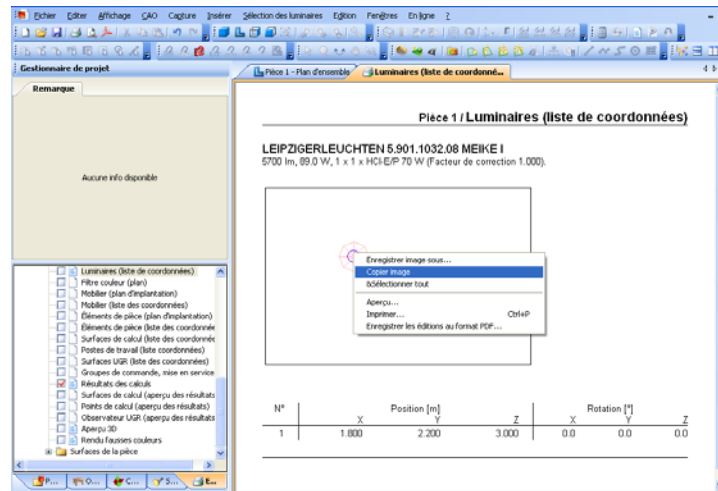 Fichier Editer Affichage CAO Capture Insérer Sélection des luminaires Edition Fenêtres En ligne ?
Gestionnaire de projet
Remarque
Aucune info disponible
Luminaires (liste de coordonnées)
Filtre couleur (plan)
Mobilier (plan d'implantation)
Mobilier (liste des coordonnées)
Éléments de pièce (plan d'implantation)
Éléments de pièce (liste des coordonnée
Surfaces de calcul (liste de coordonnée
Postes de travail (liste coordonnées)
Surfaces UGR (liste des coordonnées)
Groupes de commande, mise en service
Résultats des calculs
Surfaces de calcul (aperçu des résultats
Points de calcul (aperçu des résultats)
Observateur UGR (aperçu des résultats
Aperçu 3D
Rendu fausses couleurs
Surfaces de la pièce
P... O... C... S... E...
Pièce 1 - Plan d'ensemble Luminaires (liste de coordonné...
Pièce 1 / Luminaires (liste de coordonnées)
LEIPZIGERLEUCHTEN 5.901.1032.08 MEIKE I
5700 lm, 89.0 W, 1 x 1 x HCI-E/P 70 W (Facteur de correction 1.000).
Enregistrer image sous...
Copier image
&Sélectionner tout
Aperçu...
Imprimer... Ctrl+P
Enregistrer les éditions au format PDF...
N° Position [m] Rotation [°]
X Y Z X Y Z
1 1.800 2.200 3.000 0.0 0.0 0.0